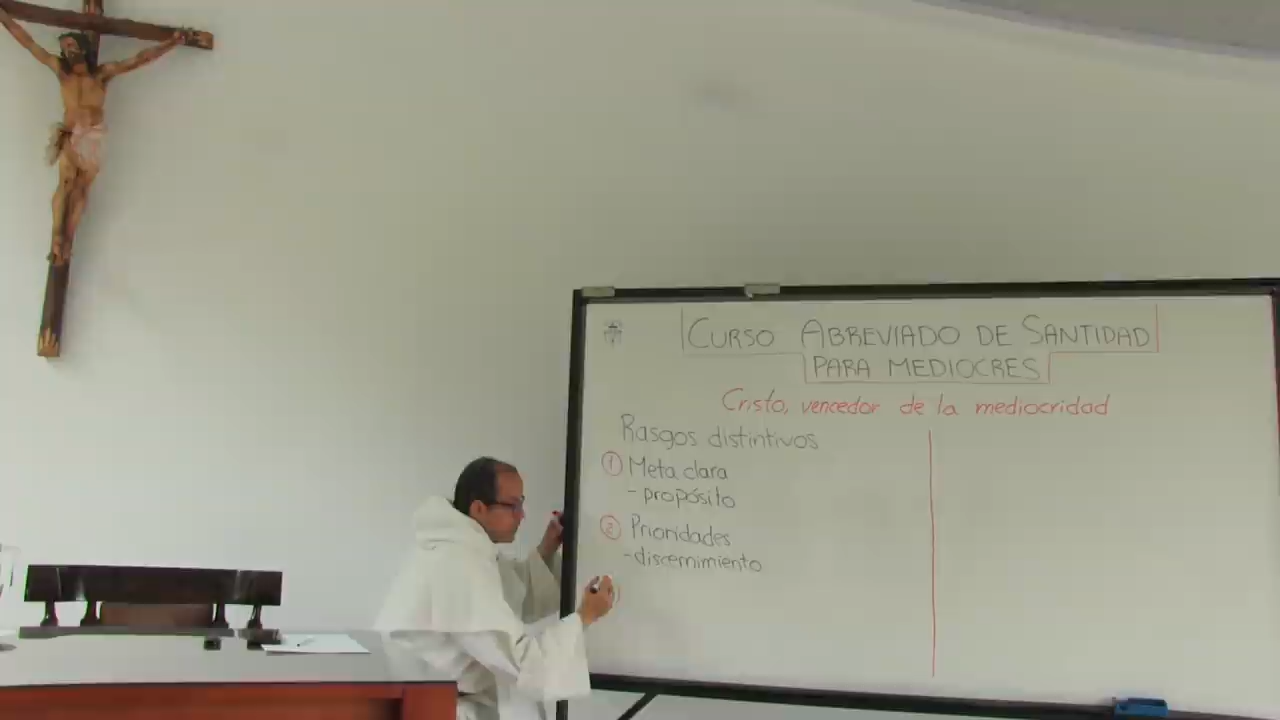 CURSO ABREVIADO DE SANTIDAD
PARA MEDIOCRES
Cristo, vencedor de la mediocridad
Rasgos distintivos
1 Meta clara
- propósito
2 Prioridades
- discernimiento